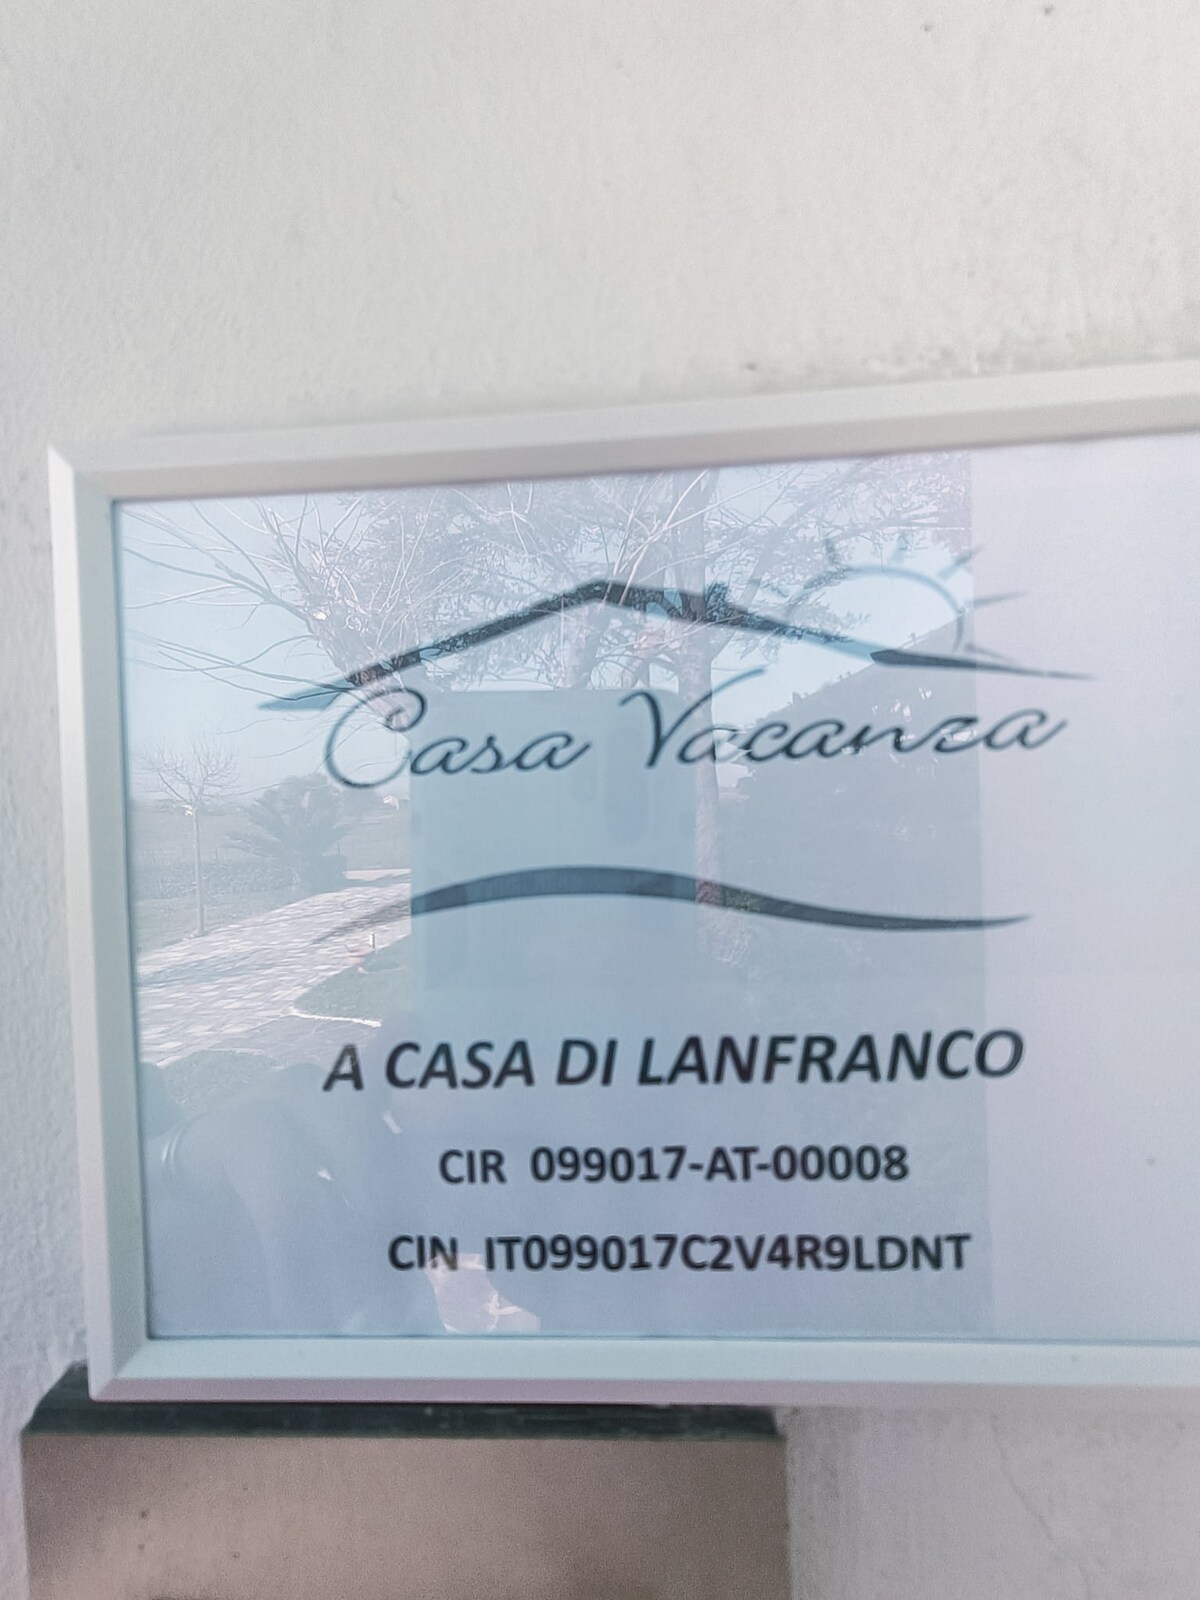 Casa Vacanza
A CASA DI LANFRANCO
CIR 099017-AT-00008
CIN IT099017C2V4R9LDNT